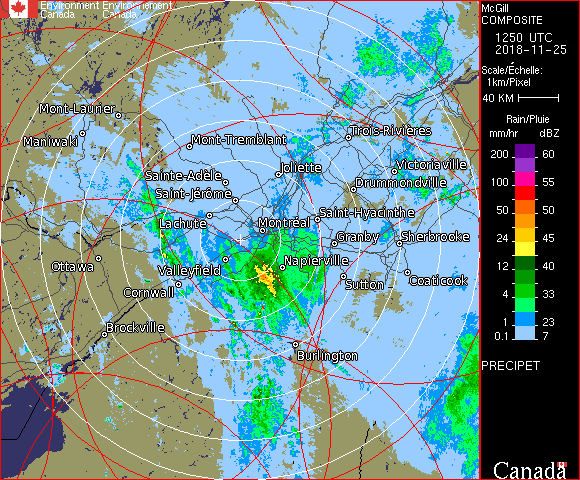 Environment Environnement
Canada Canada
McGill
COMPOSITE
1250 UTC
2018-11-25
Scale/Échelle:
1km/Pixel
40 KM
Rain/Pluie
mm/hr dBZ
200 60
100 55
50 50
24 45
12 40
4 33
1 23
0.1 7
PRECIPET
Canada
Mont-Laurier
Maniwaki
Mont-Tremblant
Trois-Rivières
Sainte-Adèle
Joliette
Victoriaville
Saint-Jérôme
Drummondville
Lachute
Montréal
Saint-Hyacinthe
Granby
Sherbrooke
Ottawa
Valleyfield
Napierville
Cornwall
Sutton
Coaticook
Brockville
Burlington